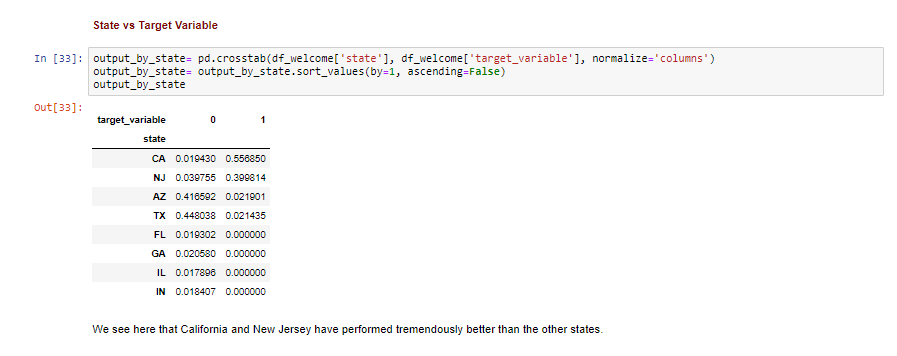 State vs Target Variable
In [33]: output_by_state= pd.crosstab(df_welcome['state'], df_welcome['target_variable'], normalize='columns')
output_by_state= output_by_state.sort_values(by=1, ascending=False)
output_by_state
Out[33]:
target_variable 0 1
state
CA 0.019430 0.556850
NJ 0.039755 0.399814
AZ 0.416592 0.021901
TX 0.448038 0.021435
FL 0.019302 0.000000
GA 0.020580 0.000000
IL 0.017896 0.000000
IN 0.018407 0.000000
We see here that California and New Jersey have performed tremendously better than the other states.